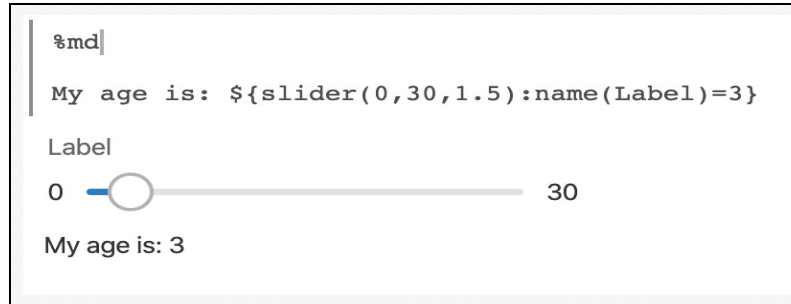 %md
My age is: ${slider(0,30,1.5):name(Label)=3}
Label
0 30
My age is: 3